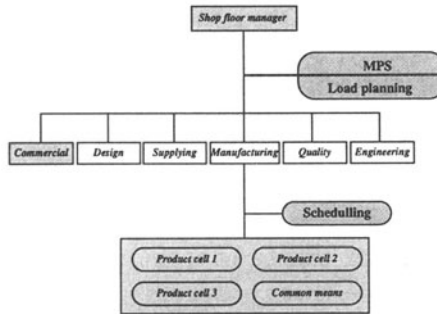 Shop floor manager
MPS
Load planning
Commercial
Design
Supplying
Manufacturing
Quality
Engineering
Schedulling
Product cell 1
Product cell 2
Product cell 3
Common means